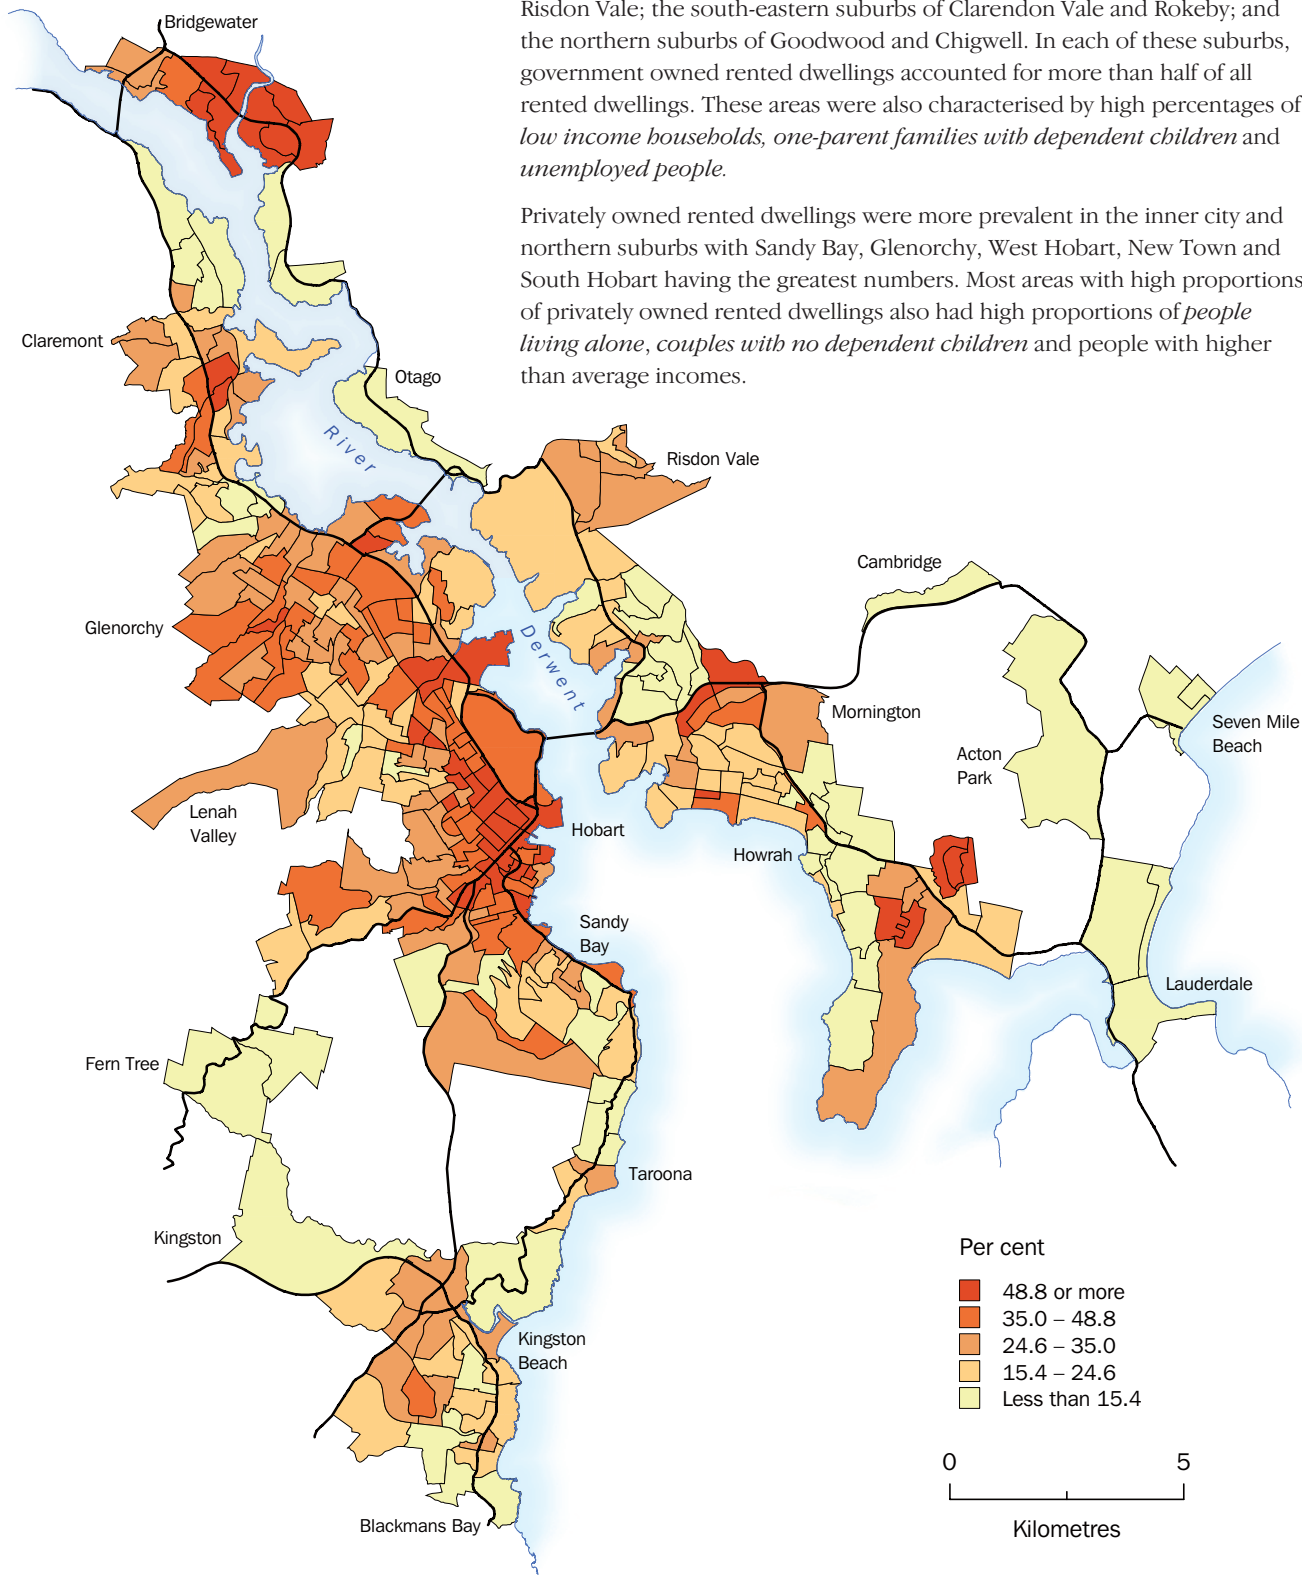 Risdon Vale; the south-eastern suburbs of Clarendon Vale and Rokeby; and
the northern suburbs of Goodwood and Chigwell. In each of these suburbs,
government owned rented dwellings accounted for more than half of all
rented dwellings. These areas were also characterised by high percentages of
low income households, one-parent families with dependent children and
unemployed people.
Privately owned rented dwellings were more prevalent in the inner city and
northern suburbs with Sandy Bay, Glenorchy, West Hobart, New Town and
South Hobart having the greatest numbers. Most areas with high proportions
of privately owned rented dwellings also had high proportions of people
living alone, couples with no dependent children and people with higher
than average incomes.
Bridgewater
Claremont
Otago
River
Risdon Vale
Cambridge
Glenorchy
Derwent
Mornington
Seven Mile
Beach
Acton
Park
Lenah
Valley
Hobart
Howrah
Sandy
Bay
Lauderdale
Fern Tree
Taroona
Kingston
Kingston
Beach
Blackmans Bay
Per cent
48.8 or more
35.0 – 48.8
24.6 – 35.0
15.4 – 24.6
Less than 15.4
0 5
Kilometres